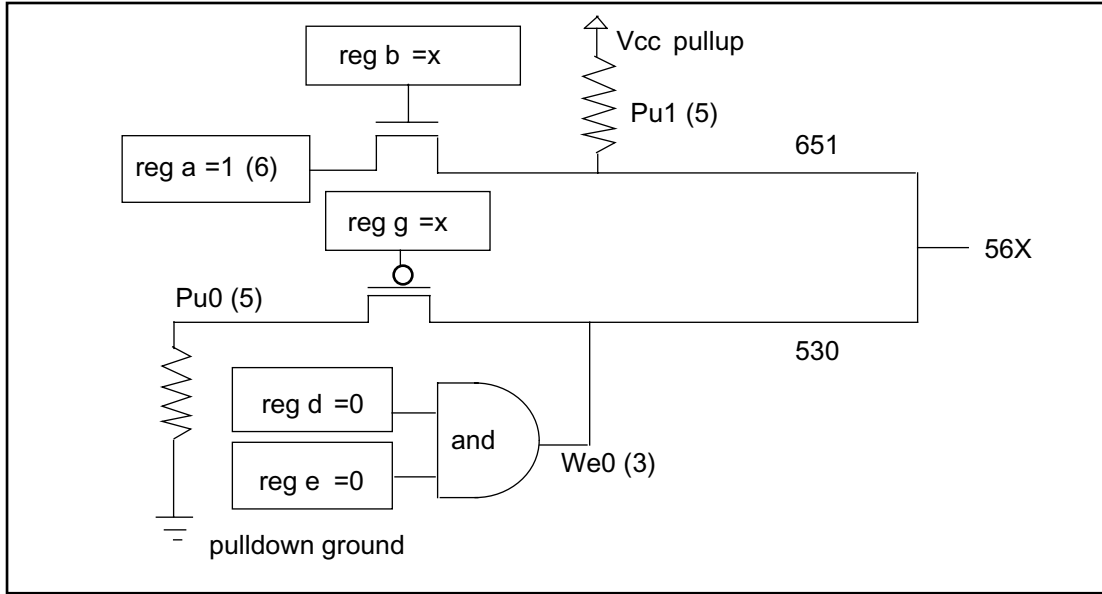 reg b =x
Vcc pullup
Pu1 (5)
651
reg a =1 (6)
reg g =x
56X
Pu0 (5)
530
reg d =0
and
We0 (3)
reg e =0
pulldown ground